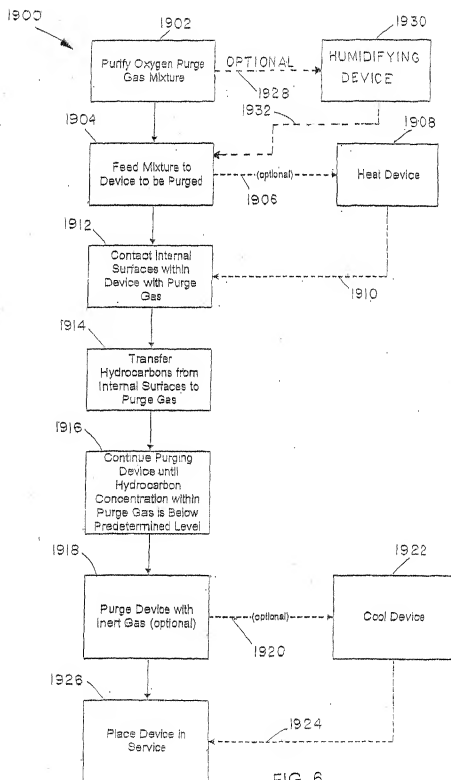 1900
1902
1930
Purify Oxygen Purge
Gas Mixture
OPTIONAL
1928
HUMIDIFYING
DEVICE
1932
1904
1908
Feed Mixture to
Device to be Purged
(optional)
1906
Heat Device
1912
Contact Internal
Surfaces within
Device with Purge
Gas
1910
1914
Transfer
Hydrocarbons from
Internal Surfaces to
Purge Gas
1916
Continue Purging
Device until
Hydrocarbon
Concentration within
Purge Gas is Below
Predetermined Level
1918
1922
Purge Device with
Inert Gas (optional)
(optional)
1920
Cool Device
1926
1924
Place Device in
Service
FIG. 6